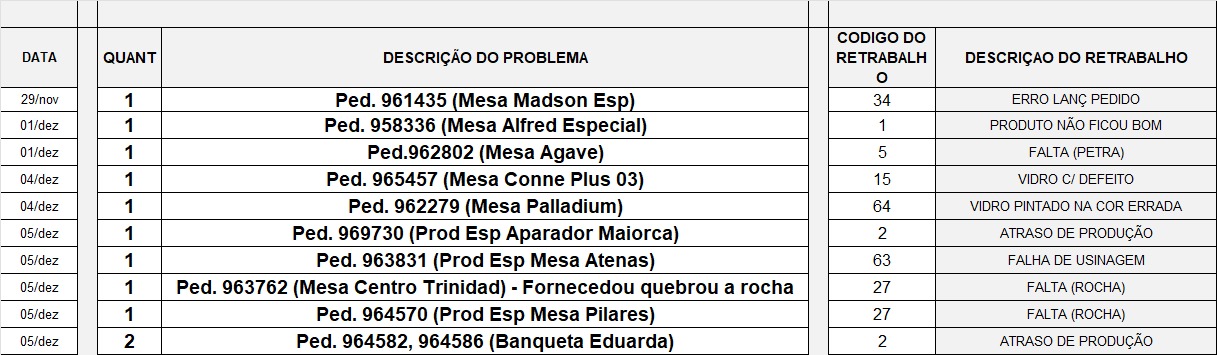 DATA QUANT DESCRIÇÃO DO PROBLEMA CODIGO DO RETRABALHO DESCRIÇAO DO RETRABALHO
29/nov 1 Ped. 961435 (Mesa Madson Esp) 34 ERRO LANÇ PEDIDO
01/dez 1 Ped. 958336 (Mesa Alfred Especial) 1 PRODUTO NÃO FICOU BOM
01/dez 1 Ped.962802 (Mesa Agave) 5 FALTA (PETRA)
04/dez 1 Ped. 965457 (Mesa Conne Plus 03) 15 VIDRO C/ DEFEITO
04/dez 1 Ped. 962279 (Mesa Palladium) 64 VIDRO PINTADO NA COR ERRADA
05/dez 1 Ped. 969730 (Prod Esp Aparador Maiorca) 2 ATRASO DE PRODUÇÃO
05/dez 1 Ped. 963831 (Prod Esp Mesa Atenas) 63 FALHA DE USINAGEM
05/dez 1 Ped. 963762 (Mesa Centro Trinidad) - Fornecedou quebrou a rocha 27 FALTA (ROCHA)
05/dez 1 Ped. 964570 (Prod Esp Mesa Pilares) 27 FALTA (ROCHA)
05/dez 2 Ped. 964582, 964586 (Banqueta Eduarda) 2 ATRASO DE PRODUÇÃO